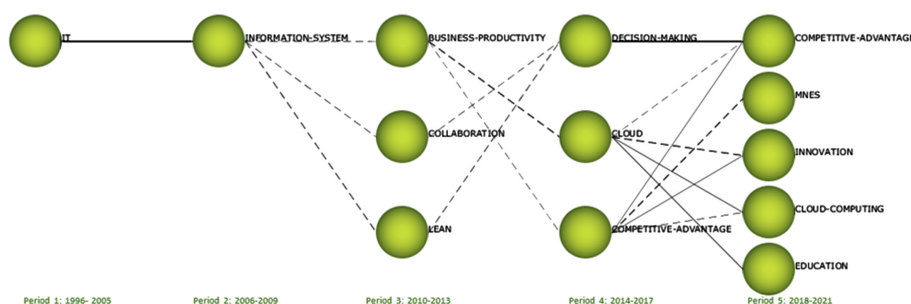 IT
INFORMATION-SYSTEM
BUSINESS-PRODUCTIVITY
DECISION-MAKING
COMPETITIVE-ADVANTAGE
MNES
COLLABORATION
CLOUD
INNOVATION
CLOUD-COMPUTING
LEAN
COMPETITIVE-ADVANTAGE
EDUCATION
Period 1: 1996- 2005
Period 2: 2006-2009
Period 3: 2010-2013
Period 4: 2014-2017
Period 5: 2018-2021